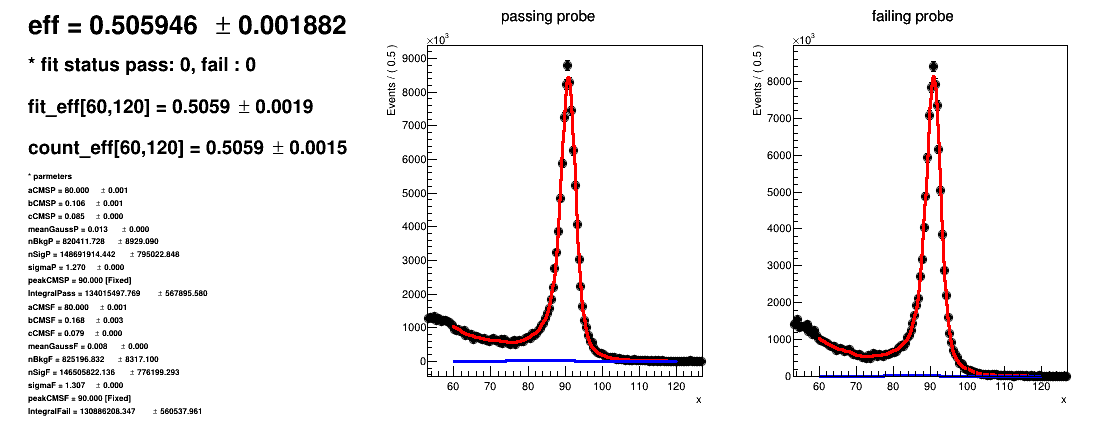 eff = 0.505946 ± 0.001882
* fit status pass: 0, fail : 0
fit_eff[60,120] = 0.5059 ± 0.0019
count_eff[60,120] = 0.5059 ± 0.0015
* parmeters
aCMSP = 80.000 ± 0.001
bCMSP = 0.106 ± 0.001
cCMSP = 0.085 ± 0.000
meanGaussP = 0.013 ± 0.000
nBkgP = 820411.728 ± 8929.090
nSigP = 148691914.442 ± 795022.848
sigmaP = 1.270 ± 0.000
peakCMSP = 90.000 [Fixed]
IntegralPass = 134015497.769 ± 567895.580
aCMSF = 80.000 ± 0.001
bCMSF = 0.168 ± 0.003
cCMSF = 0.079 ± 0.000
meanGaussF = 0.008 ± 0.000
nBkgF = 825196.832 ± 8317.100
nSigF = 146505822.136 ± 776199.293
sigmaF = 1.307 ± 0.000
peakCMSF = 90.000 [Fixed]
IntegralFail = 130886208.347 ± 560537.961
passing probe
×10³
Events / ( 0.5 )
9000
8000
7000
6000
5000
4000
3000
2000
1000
0
60 70 80 90 100 110 120
x
failing probe
×10³
Events / ( 0.5 )
8000
7000
6000
5000
4000
3000
2000
1000
0
60 70 80 90 100 110 120
x